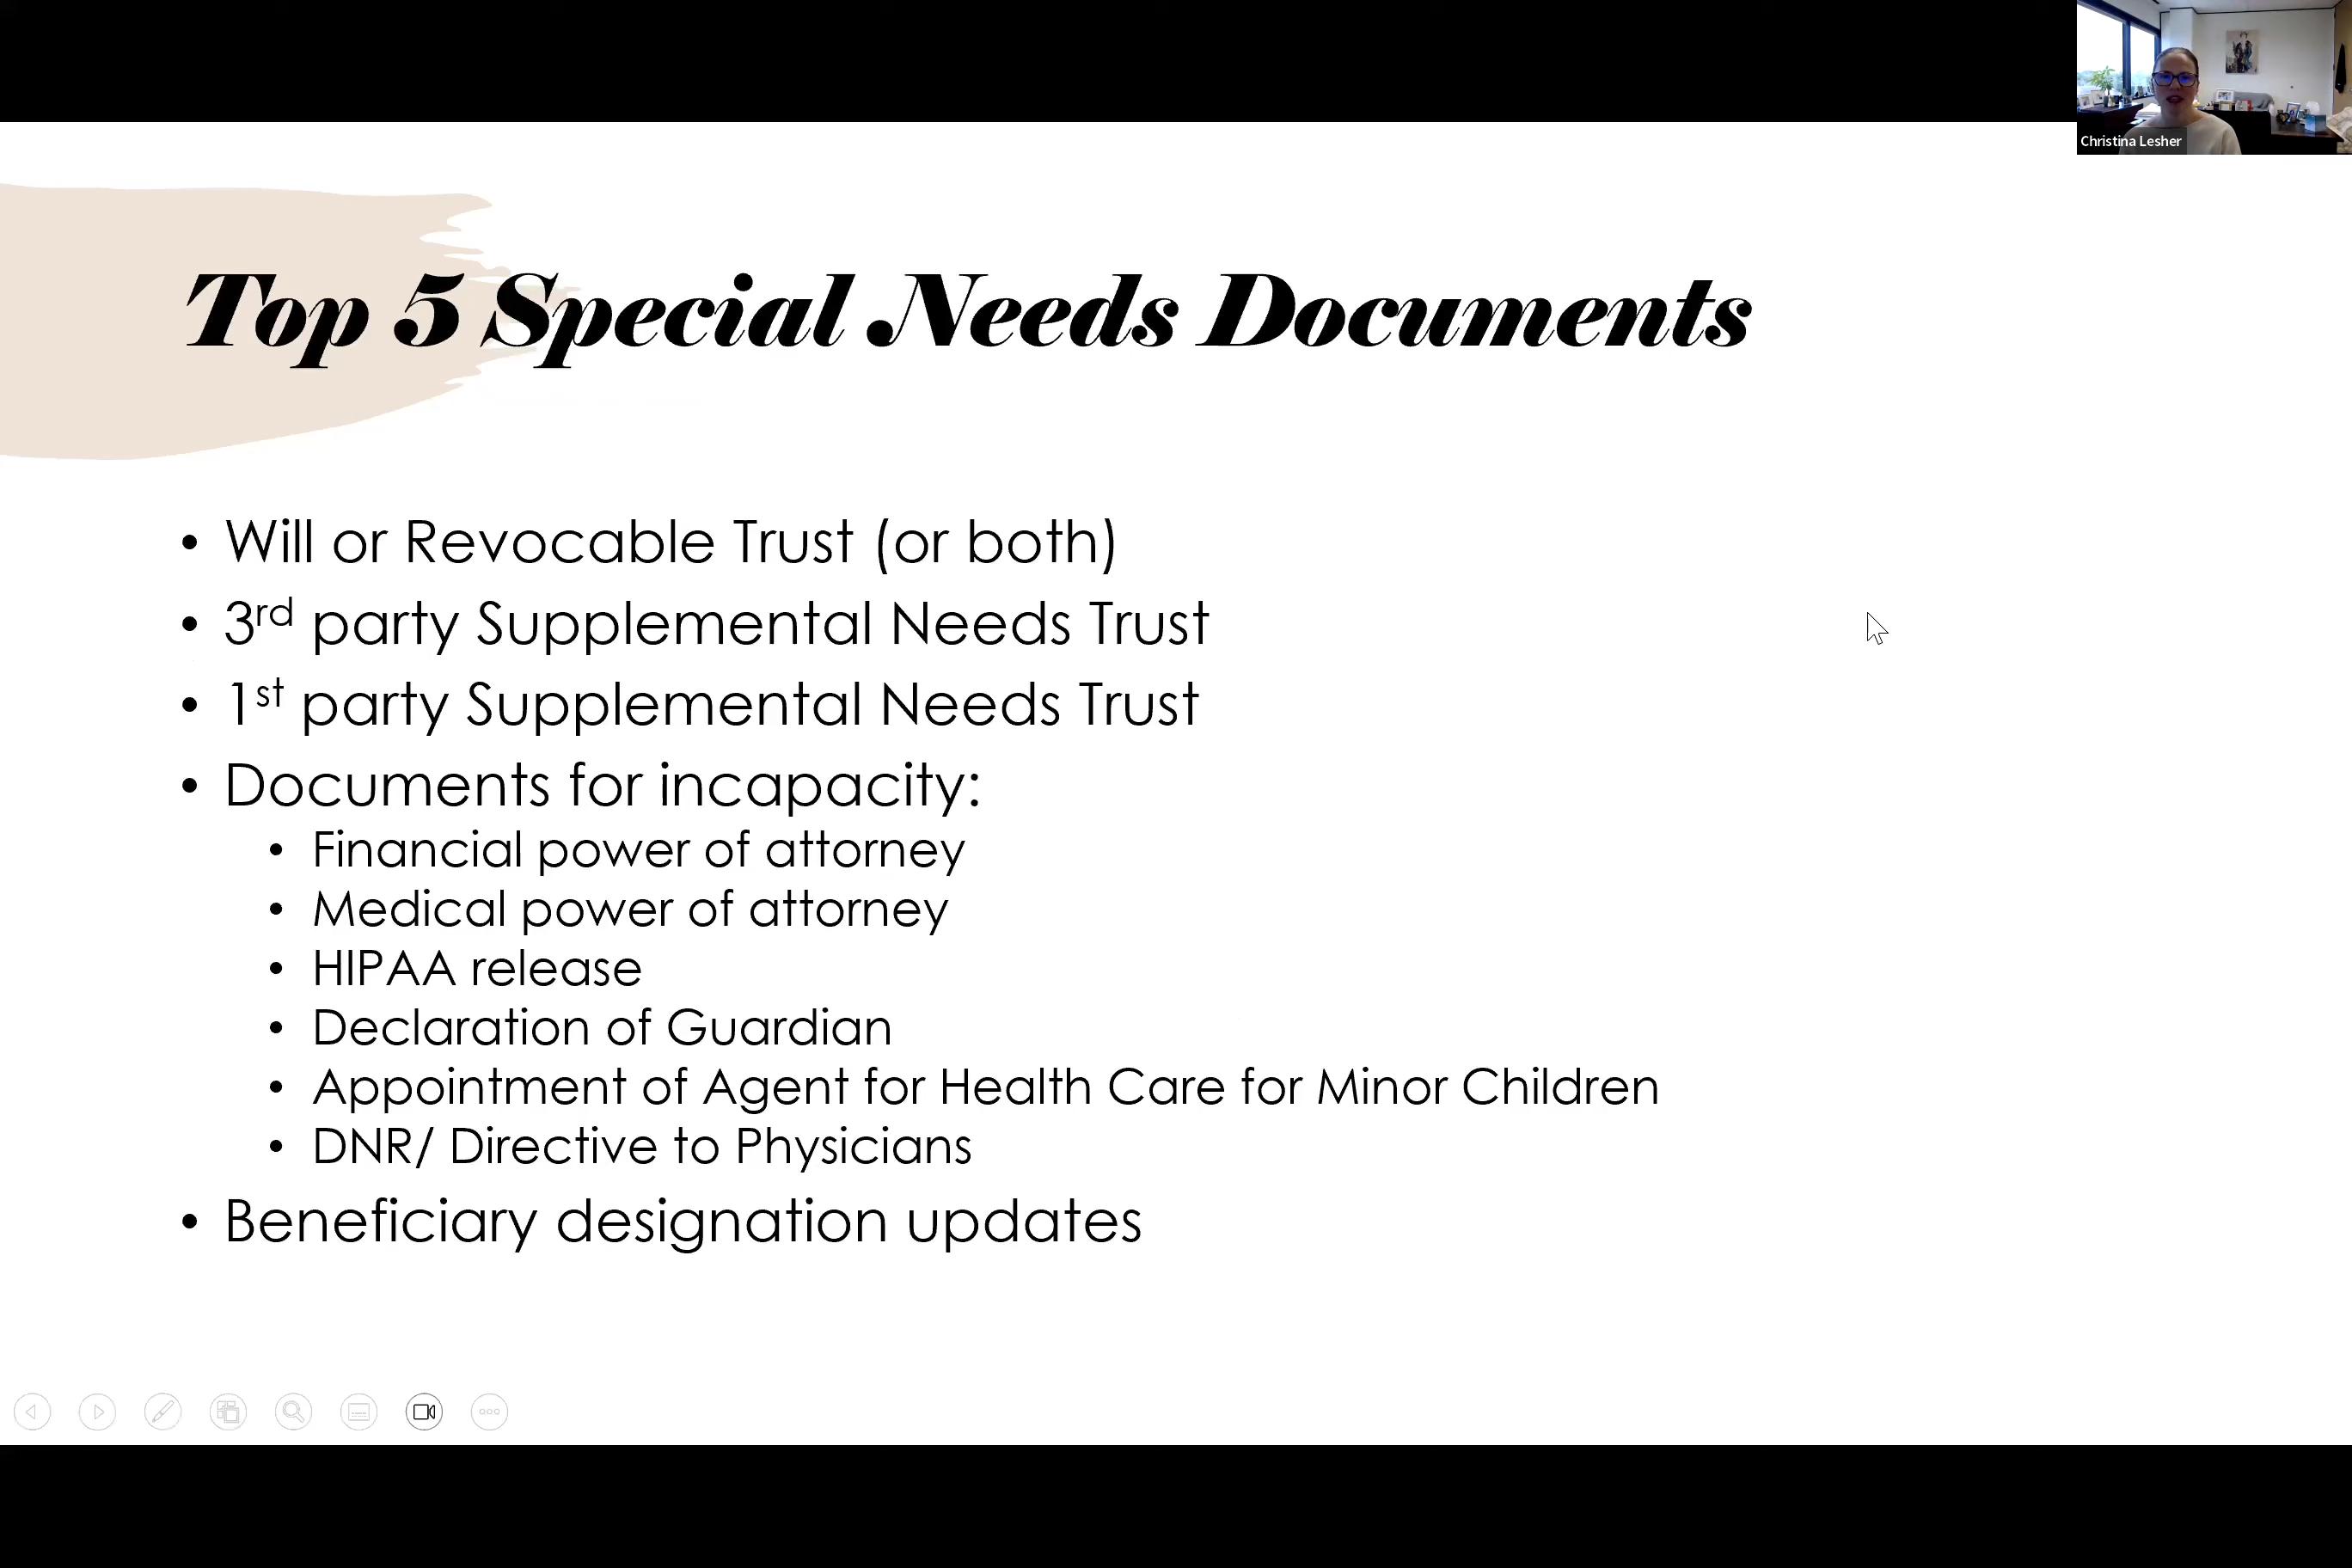 Christina Lesher
Top 5 Special Needs Documents
• Will or Revocable Trust (or both)
• 3rd party Supplemental Needs Trust
• 1st party Supplemental Needs Trust
• Documents for incapacity:
• Financial power of attorney
• Medical power of attorney
• HIPAA release
• Declaration of Guardian
• Appointment of Agent for Health Care for Minor Children
• DNR/ Directive to Physicians
• Beneficiary designation updates